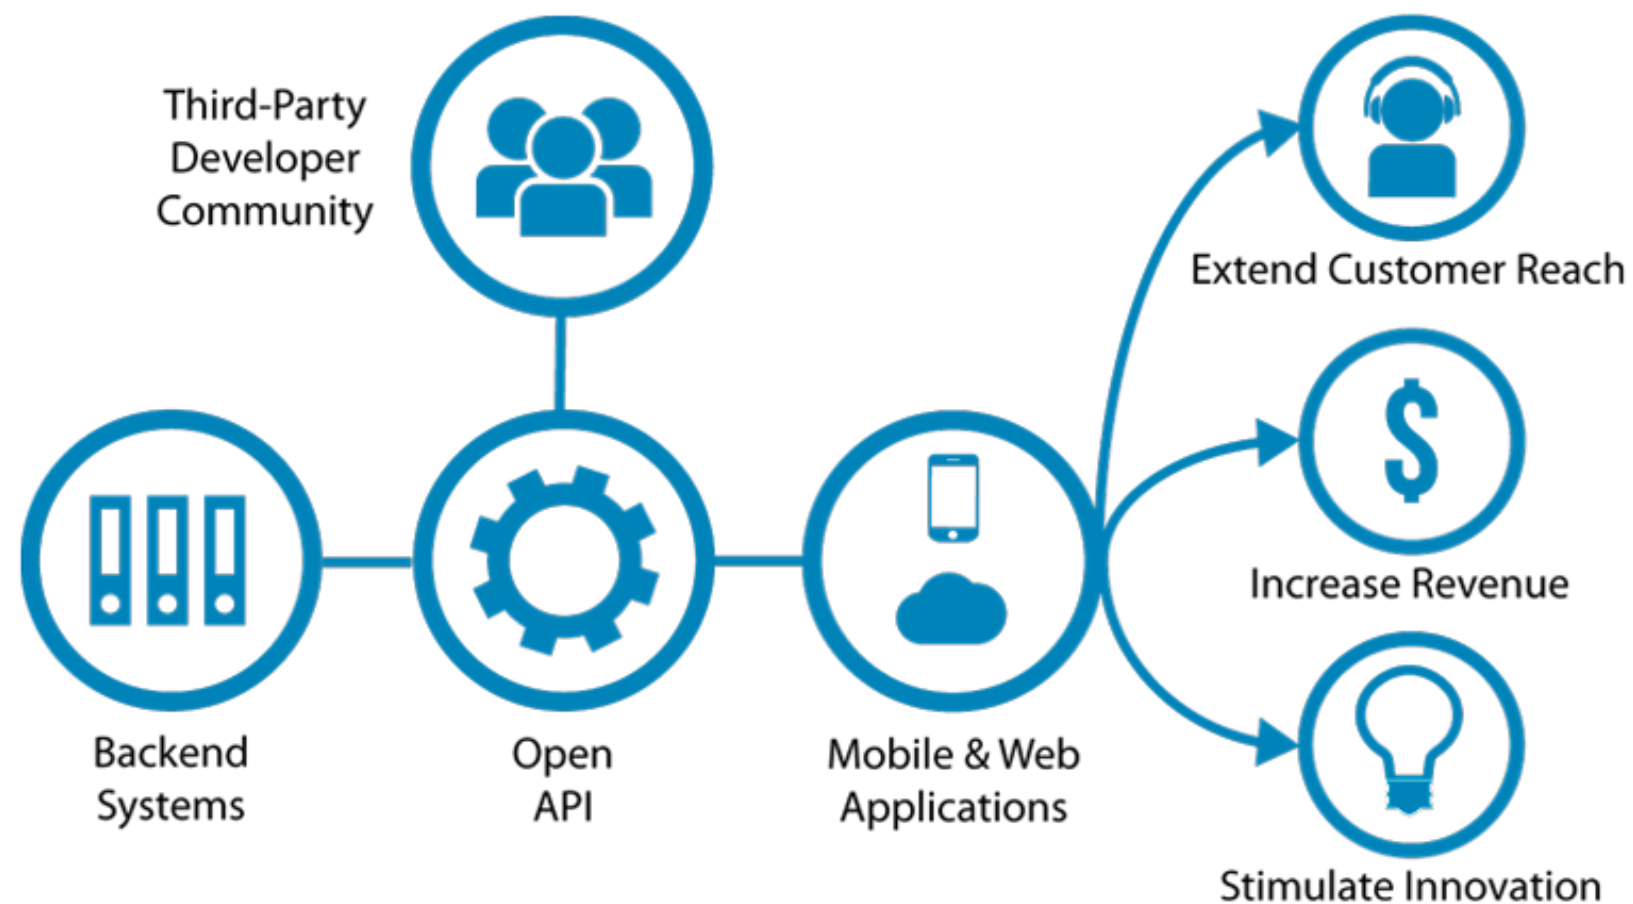 Third-Party
Developer
Community
Extend Customer Reach
Increase Revenue
Backend
Systems
Open
API
Mobile & Web
Applications
Stimulate Innovation